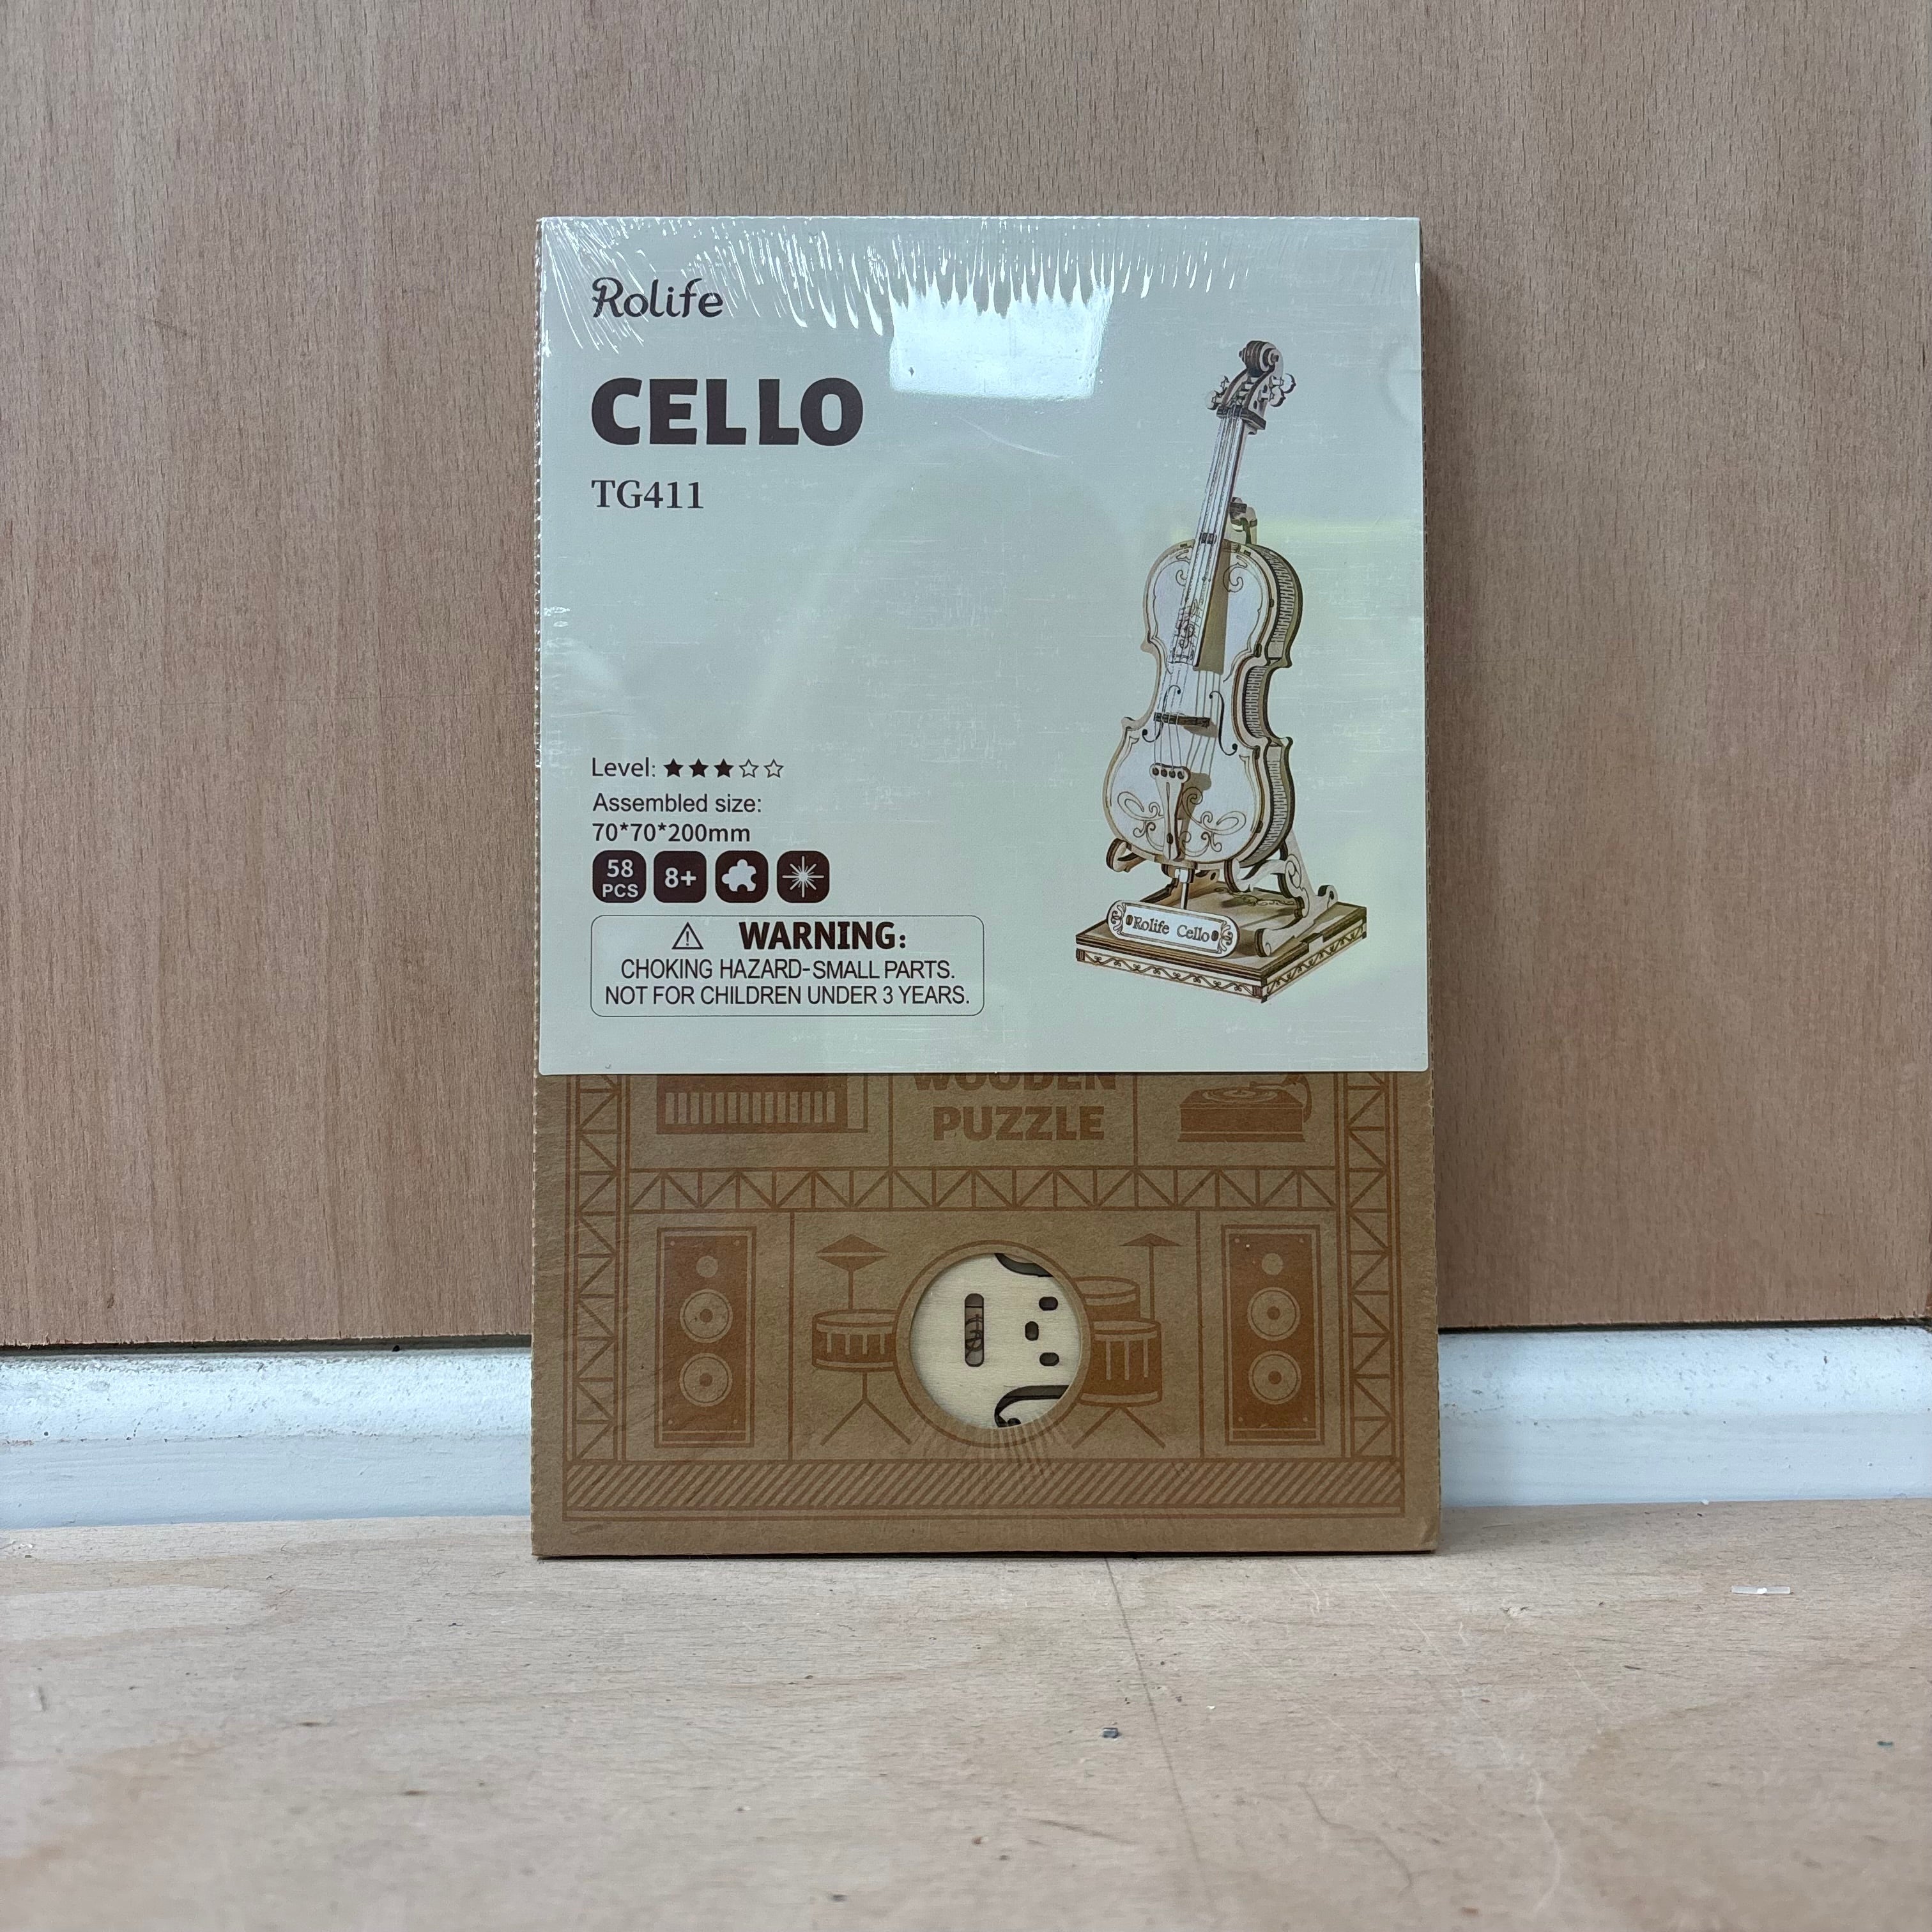 Rolife
CELLO
TG411
Level: ★★★☆☆
Assembled size:
70*70*200mm
58
PCS
8+
WARNING:
CHOKING HAZARD-SMALL PARTS.
NOT FOR CHILDREN UNDER 3 YEARS.
Rolife Cello
WOODEN
PUZZLE